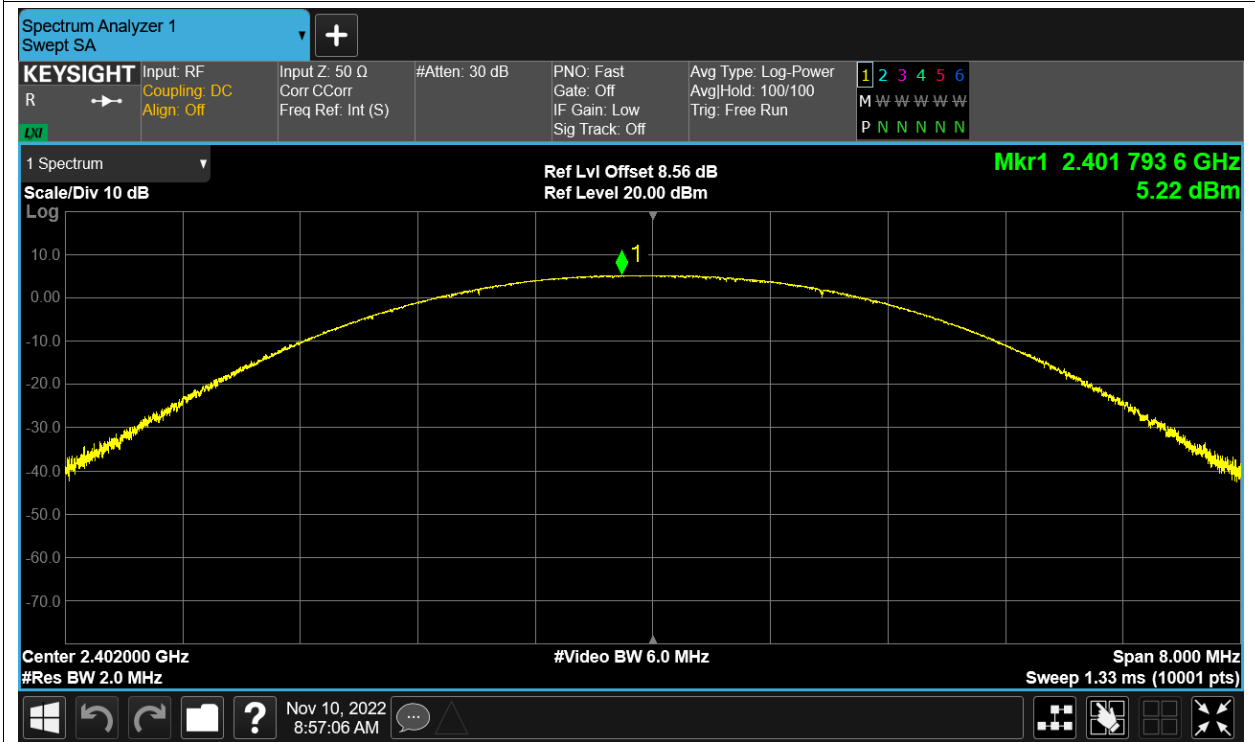 Spectrum Analyzer 1
Swept SA
+
KEYSIGHT
R
LXI
Input: RF
Coupling: DC
Align: Off
Input Z: 50 Ω
Corr CCorr
Freq Ref: Int (S)
#Atten: 30 dB
PNO: Fast
Gate: Off
IF Gain: Low
Sig Track: Off
Avg Type: Log-Power
Avg|Hold: 100/100
Trig: Free Run
1 2 3 4 5 6
M W W W W W
P N N N N N
1 Spectrum
Scale/Div 10 dB
Log
Ref Lvl Offset 8.56 dB
Ref Level 20.00 dBm
Mkr1 2.401 793 6 GHz
5.22 dBm
1
10.0
0.00
-10.0
-20.0
-30.0
-40.0
-50.0
-60.0
-70.0
Center 2.402000 GHz
#Res BW 2.0 MHz
#Video BW 6.0 MHz
Span 8.000 MHz
Sweep 1.33 ms (10001 pts)
?
Nov 10, 2022
8:57:06 AM